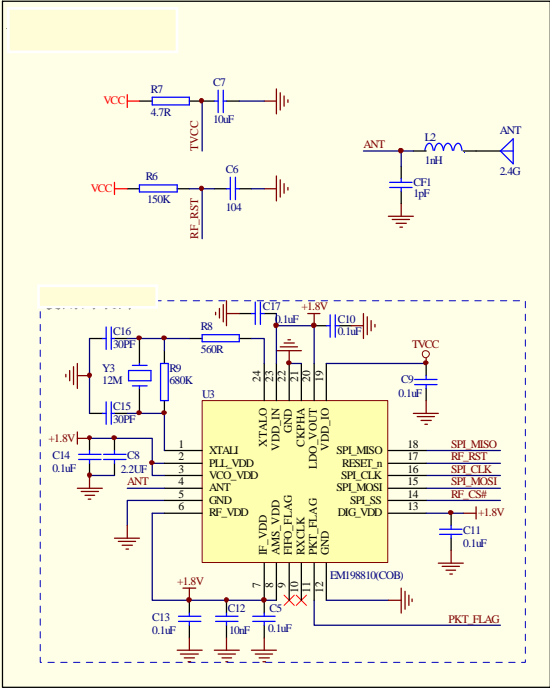 R7
C7
VCC
4.7R
10uF
TVCC
ANT
L2
ANT
1nH
2.4G
CF1
1pF
R6
C6
VCC
150K
104
RF_RST
C17
0.1uF
+1.8V
C10
0.1uF
C16
30PF
R8
560R
TVCC
Y3
12M
R9
680K
C9
0.1uF
C15
30PF
U3
24
23
22
21
20
19
XTALO
VDD_IN
GND
CKPHA
LDO_VOUT
VDD_IO
+1.8V
C14
0.1uF
C8
2.2UF
ANT
1 XTALI
2 PLL_VDD
3 VCO_VDD
4 ANT
5 GND
6 RF_VDD
SPI_MISO 18 SPI_MISO
RESET_n 17 RF_RST
SPI_CLK 16 SPI_CLK
SPI_MOSI 15 SPI_MOSI
SPI_SS 14 RF_CS#
DIG_VDD 13 +1.8V
C11
0.1uF
IF_VDD
AMS_VDD
FIFO_FLAG
RXCLK
PKT_FLAG
GND
7
8
9
10
11
12
EM198810(COB)
+1.8V
C13
0.1uF
C12
10nF
C5
0.1uF
PKT_FLAG